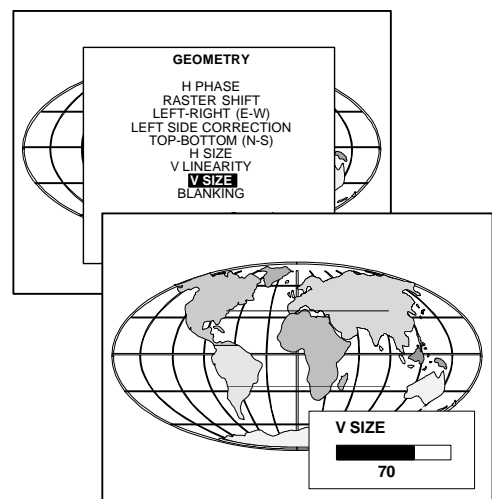 GEOMETRY
H PHASE
RASTER SHIFT
LEFT-RIGHT (E-W)
LEFT SIDE CORRECTION
TOP-BOTTOM (N-S)
H SIZE
V LINEARITY
V SIZE
BLANKING
V SIZE
70